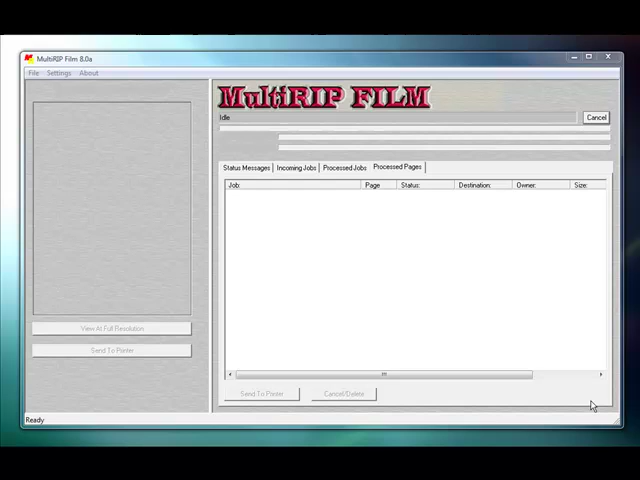 MultiRIP Film 8.0a
File Settings About
MultiRIP FILM
Idle
Cancel
Status Messages Incoming Jobs Processed Jobs Processed Pages
Job: Page Status: Destination: Owner: Size:
View At Full Resolution
Send To Printer
Send To Printer Cancel/Delete
Ready